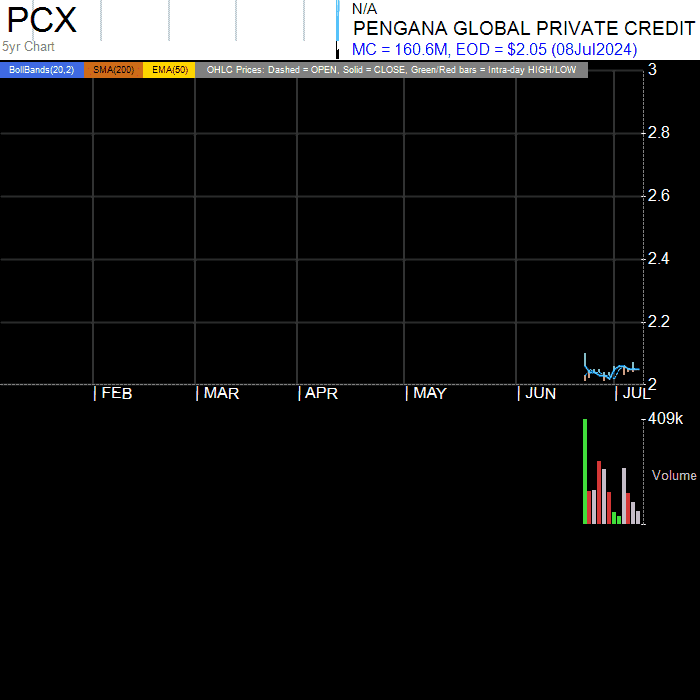 PCX
5yr Chart
N/A
PENGANA GLOBAL PRIVATE CREDIT
MC = 160.6M, EOD = $2.05 (08Jul2024)
BollBands(20,2) SMA(200) EMA(50) OHLC Prices: Dashed = OPEN, Solid = CLOSE, Green/Red bars = Intra-day HIGH/LOW
3
2.8
2.6
2.4
2.2
2
| FEB | MAR | APR | MAY | JUN | JUL
409k
Volume